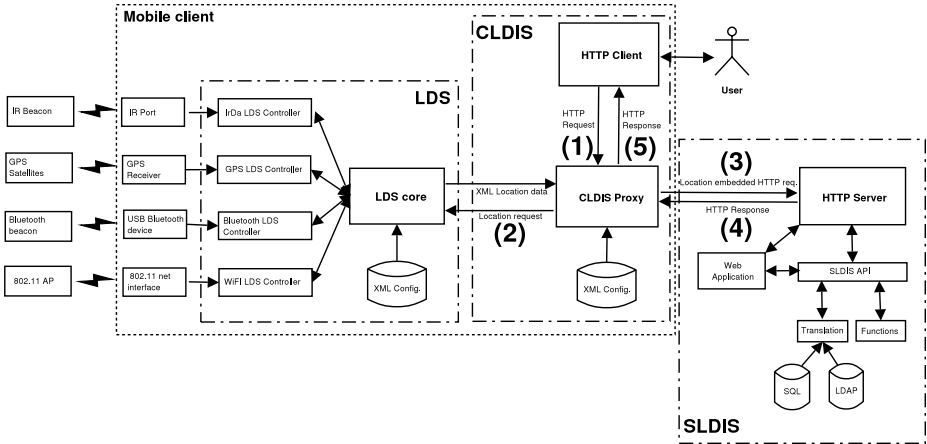 Mobile client
CLDIS
HTTP Client
User
LDS
IR Beacon
IR Port
IrDa LDS Controller
HTTP
Request
(1)
HTTP
Response
(5)
GPS
Satellites
GPS
Receiver
GPS LDS Controller
LDS core
XML Location data
CLDIS Proxy
(3)
Location embedded HTTP req.
HTTP Server
Bluetooth
beacon
USB Bluetooth
device
Bluetooth LDS
Controller
Location request
(2)
HTTP Response
(4)
802.11 AP
802.11 net
interface
WiFI LDS Controller
XML Config.
XML Config.
Web
Application
SLDIS API
Translation
Functions
SQL
LDAP
SLDIS